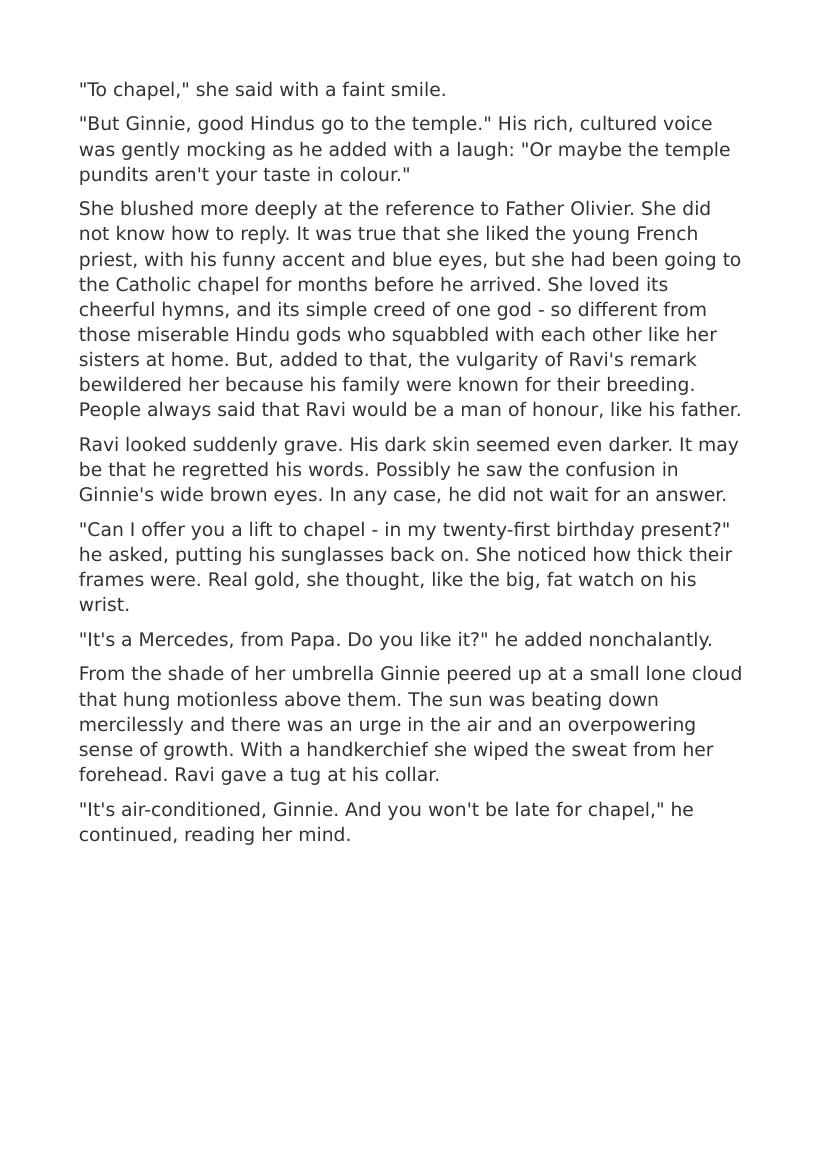 "To chapel," she said with a faint smile.
"But Ginnie, good Hindus go to the temple." His rich, cultured voice
was gently mocking as he added with a laugh: "Or maybe the temple
pundits aren't your taste in colour."
She blushed more deeply at the reference to Father Olivier. She did
not know how to reply. It was true that she liked the young French
priest, with his funny accent and blue eyes, but she had been going to
the Catholic chapel for months before he arrived. She loved its
cheerful hymns, and its simple creed of one god - so different from
those miserable Hindu gods who squabbled with each other like her
sisters at home. But, added to that, the vulgarity of Ravi's remark
bewildered her because his family were known for their breeding.
People always said that Ravi would be a man of honour, like his father.
Ravi looked suddenly grave. His dark skin seemed even darker. It may
be that he regretted his words. Possibly he saw the confusion in
Ginnie's wide brown eyes. In any case, he did not wait for an answer.
"Can I offer you a lift to chapel - in my twenty-first birthday present?"
he asked, putting his sunglasses back on. She noticed how thick their
frames were. Real gold, she thought, like the big, fat watch on his
wrist.
"It's a Mercedes, from Papa. Do you like it?" he added nonchalantly.
From the shade of her umbrella Ginnie peered up at a small lone cloud
that hung motionless above them. The sun was beating down
mercilessly and there was an urge in the air and an overpowering
sense of growth. With a handkerchief she wiped the sweat from her
forehead. Ravi gave a tug at his collar.
"It's air-conditioned, Ginnie. And you won't be late for chapel," he
continued, reading her mind.